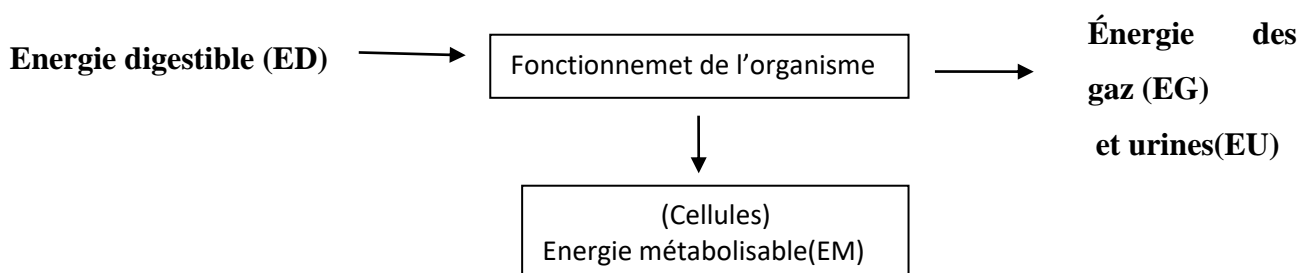 Energie digestible (ED)
Fonctionnemet de l’organisme
Énergie des
gaz (EG)
et urines(EU)
(Cellules)
Energie métabolisable(EM)